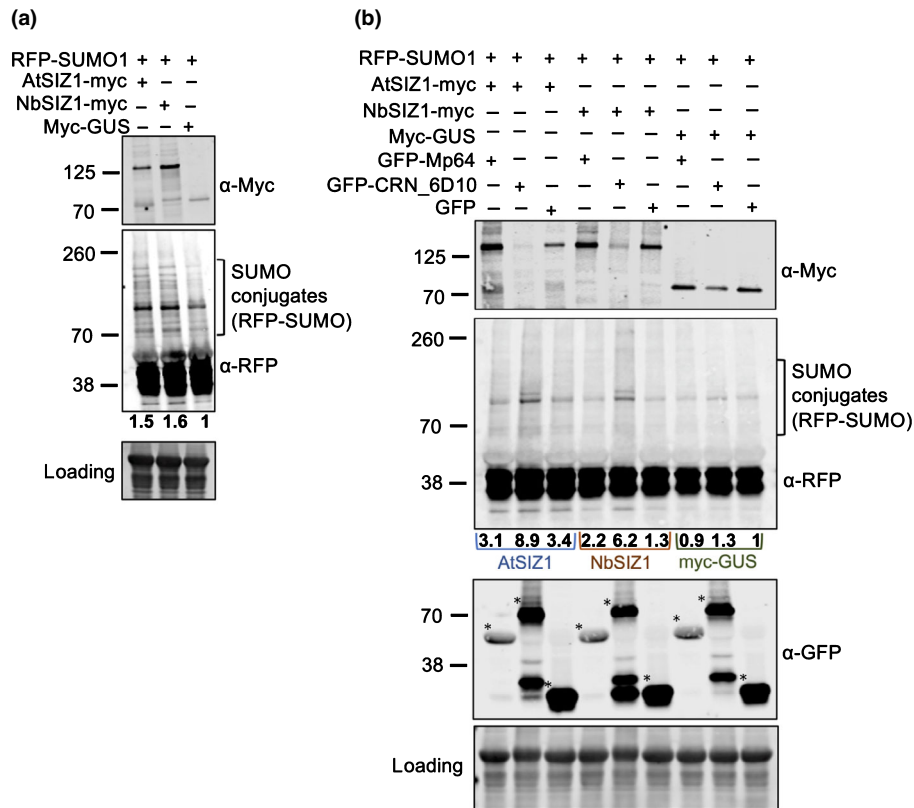 (a)
RFP-SUMO1 + + +
AtSIZ1-myc + – –
NbSIZ1-myc – + –
Myc-GUS – – +
125
70
α-Myc
260
70
38
SUMO
conjugates
(RFP-SUMO)
α-RFP
1.5 1.6 1
Loading
(b)
RFP-SUMO1 + + + + + + + + +
AtSIZ1-myc + + + – – – – – –
NbSIZ1-myc – – – + + + – – –
Myc-GUS – – – – – – + + +
GFP-Mp64 + – – + – – + – –
GFP-CRN_6D10 – + – – + – – + –
GFP – – + – – + – – +
125
70
α-Myc
260
70
38
SUMO
conjugates
(RFP-SUMO)
α-RFP
3.1 8.9 3.4 2.2 6.2 1.3 0.9 1.3 1
AtSIZ1 NbSIZ1 myc-GUS
70
38
* * * * * * * * *
α-GFP
Loading